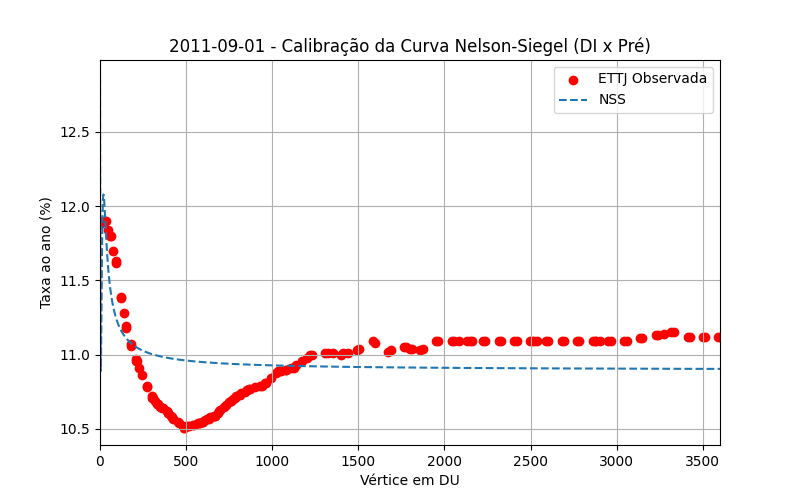 2011-09-01 - Calibração da Curva Nelson-Siegel (DI x Pré)
ETTJ Observada
NSS
Taxa ao ano (%)
12.5
12.0
11.5
11.0
10.5
0 500 1000 1500 2000 2500 3000 3500
Vértice em DU